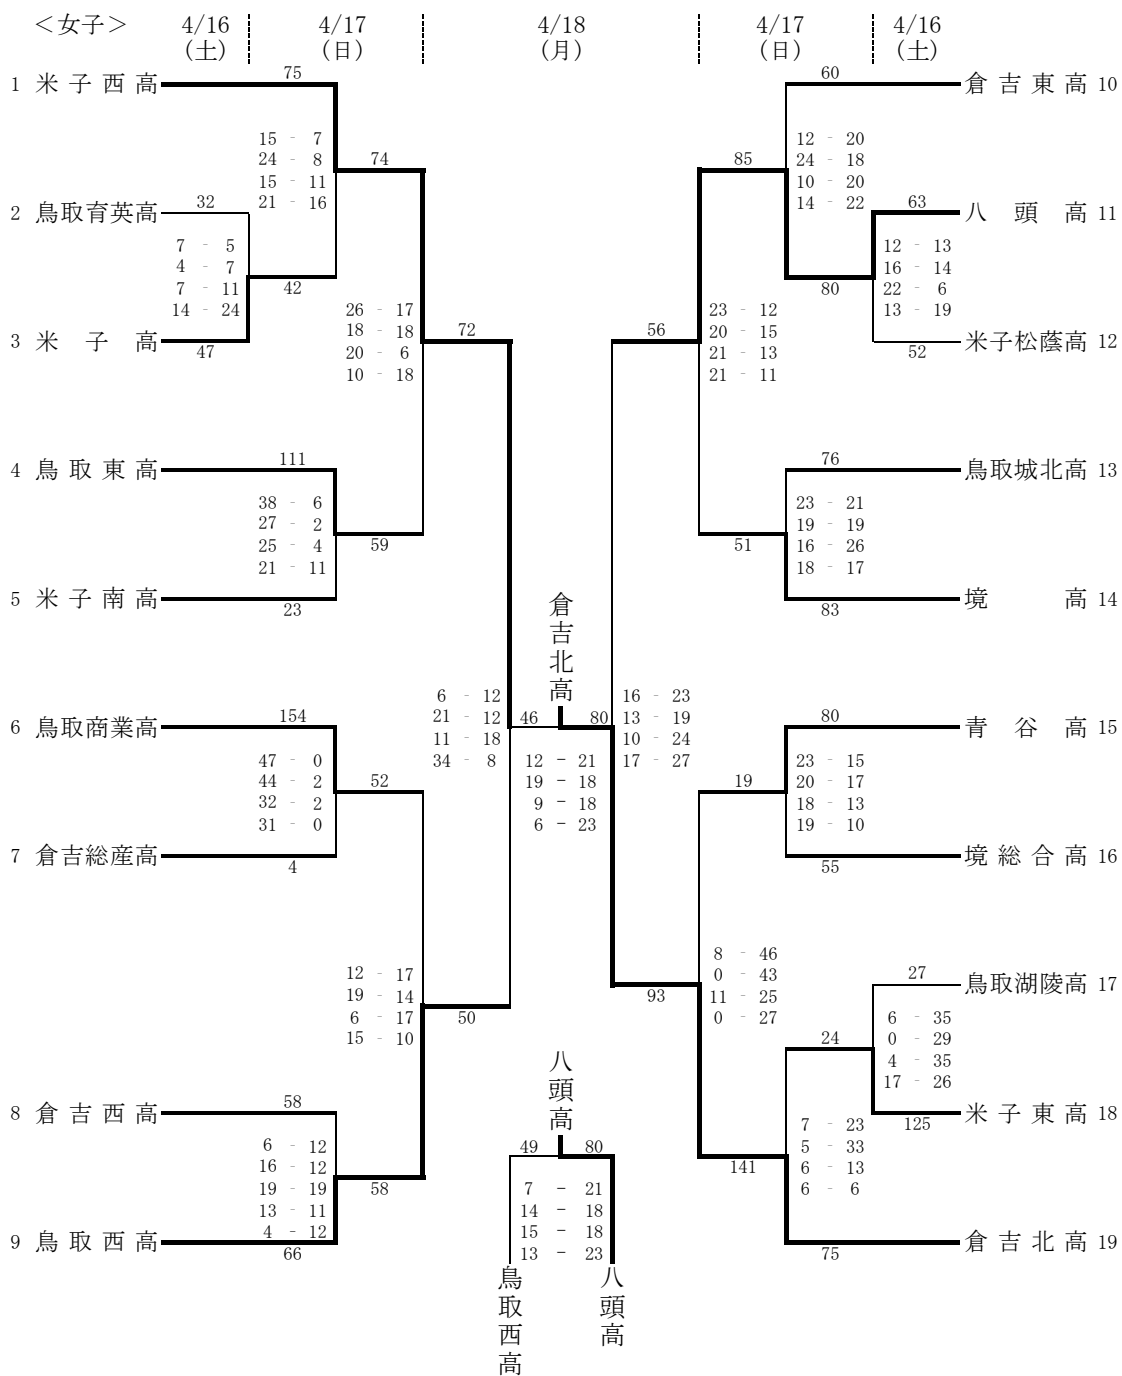 ＜女子＞ 4/16 4/17 4/18 4/17 4/16
（土） （日） （月） （日） （土）
75 60
1 米子西高 倉吉東高 10
15 - 7 12 - 20
24 - 8 74 85 24 - 18
15 - 11 10 - 20
21 - 16 14 - 22
32 63
2 鳥取育英高 八頭高 11
7 - 5 12 - 13
4 - 7 16 - 14
7 - 11 42 80 22 - 6
14 - 24 13 - 19
26 - 17 23 - 12
18 - 18 72 56 20 - 15
3 米子高 米子松蔭高 12
47 52
20 - 6 21 - 13
10 - 18 21 - 11
111 76
4 鳥取東高 鳥取城北高 13
38 - 6 23 - 21
27 - 2 19 - 19
25 - 4 59 51 16 - 26
21 - 11 18 - 17
5 米子南高 境高 14
23 83
倉吉北高
6 - 12 16 - 23
21 - 12 46 80 13 - 19
11 - 18 10 - 24
34 - 8 17 - 27
154 80
6 鳥取商業高 青谷高 15
12 - 21
19 - 18
9 - 18
6 - 23
47 - 0 23 - 15
44 - 2 52 19 20 - 17
32 - 2 18 - 13
31 - 0 19 - 10
7 倉吉総産高 境総合高 16
4 55
12 - 17 8 - 46
19 - 14 0 - 43
6 - 17 50 93 11 - 25
15 - 10 0 - 27
27
鳥取湖陵高 17
6 - 35
24 0 - 29
4 - 35
17 - 26
58
8 倉吉西高 米子東高 18
125
6 - 12 7 - 23
16 - 12 5 - 33
19 - 19 58 141 6 - 13
13 - 11 6 - 6
4 - 12
9 鳥取西高 倉吉北高 19
66 75
八頭高
49 80
7 - 21
14 - 18
15 - 18
13 - 23
鳥取西高 八頭高